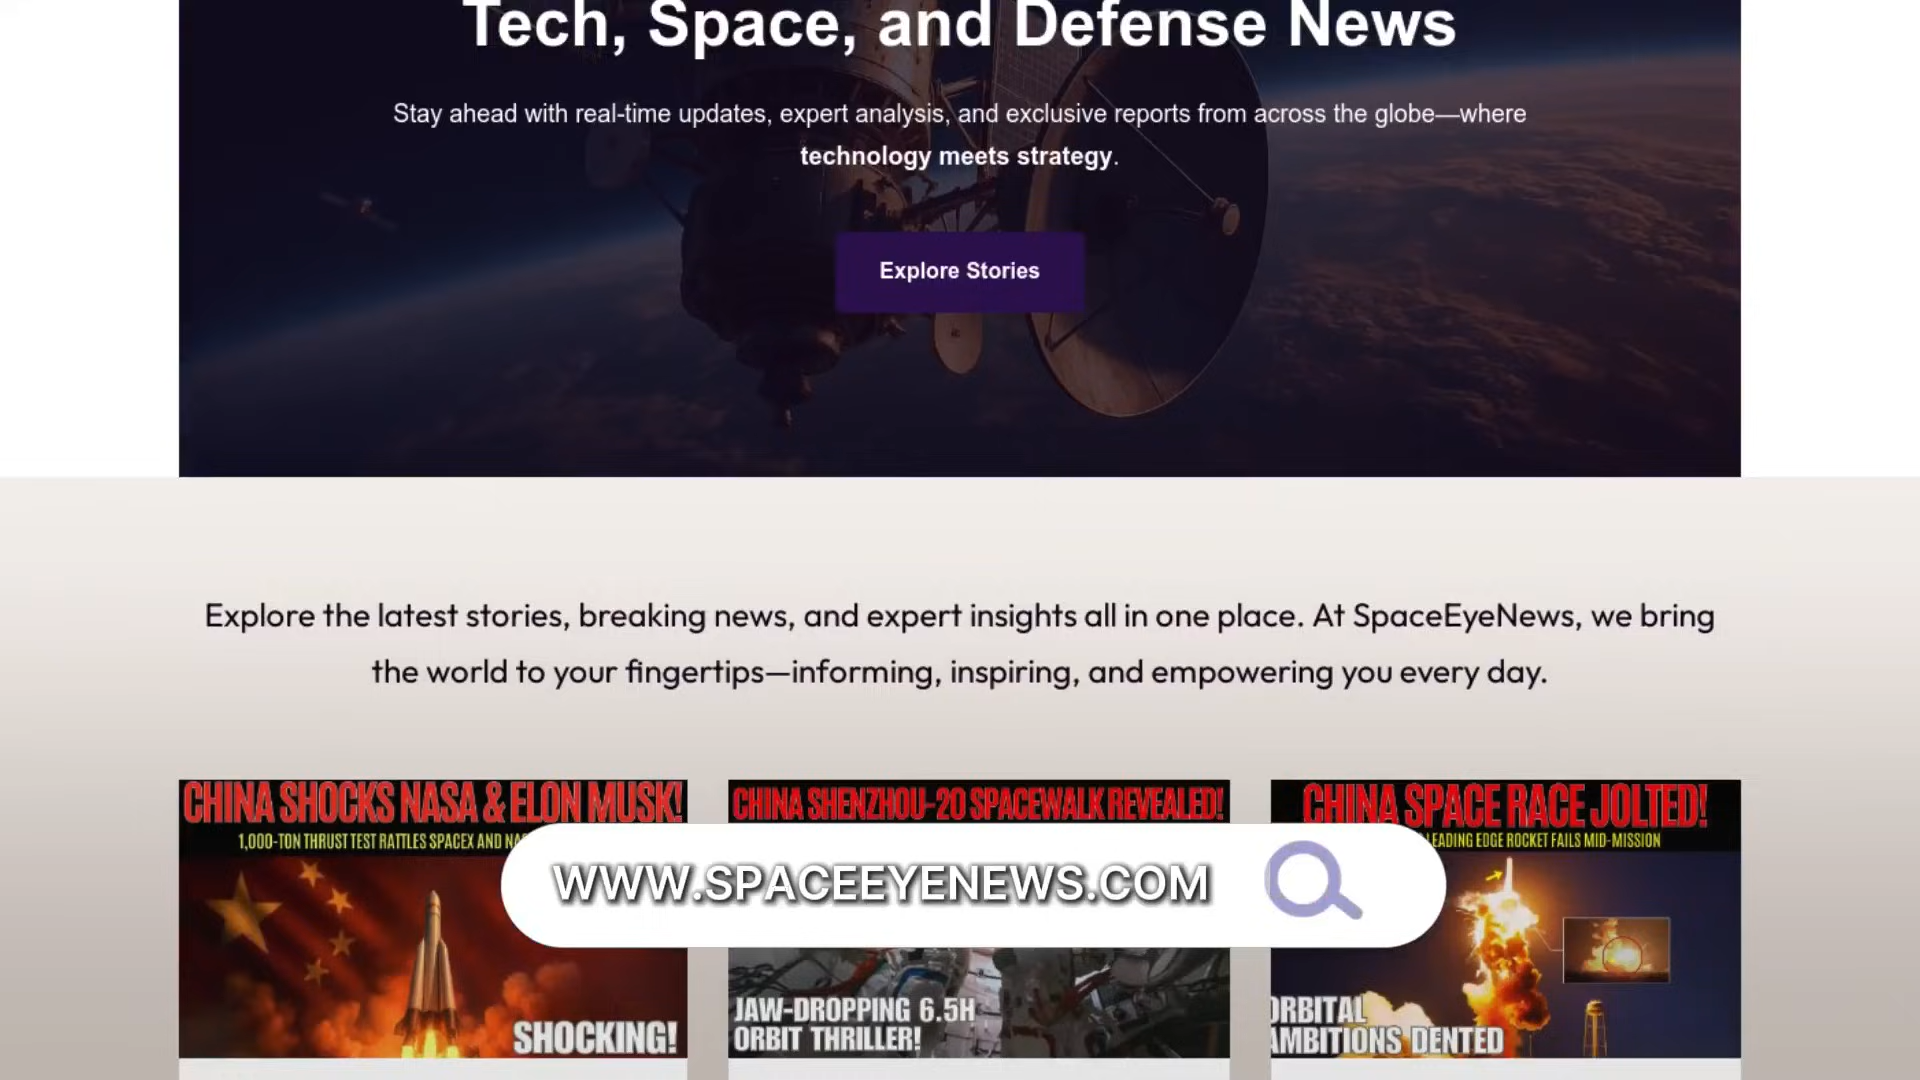 Tech, Space, and Defense News
Stay ahead with real-time updates, expert analysis, and exclusive reports from across the globe—where
technology meets strategy.
Explore Stories
Explore the latest stories, breaking news, and expert insights all in one place. At SpaceEyeNews, we bring
the world to your fingertips—informing, inspiring, and empowering you every day.
CHINA SHOCKS NASA & ELON MUSK!
1,000-TON THRUST TEST RATTLES SPACEX AND
SHOCKING!
CHINA SHENZHOU-20 SPACEWALK REVEALED!
JAW-DROPPING 6.5H
ORBIT THRILLER!
CHINA SPACE RACE JOLTED!
LEADING EDGE ROCKET FAILS MID-MISSION
ORBITAL
AMBITIONS DENTED
WWW.SPACEEYENEWS.COM